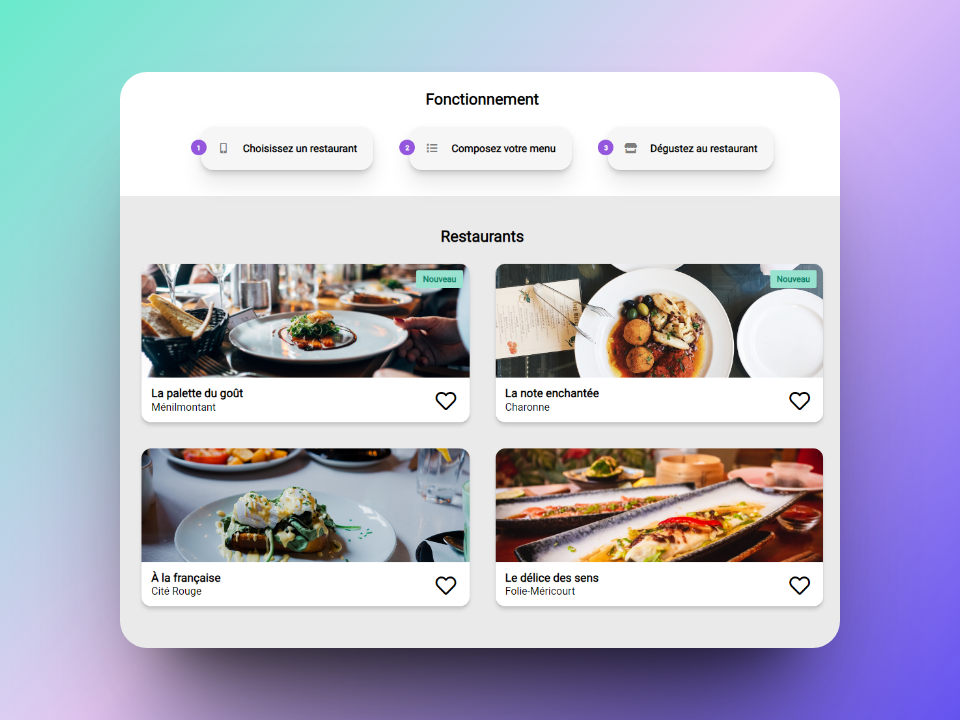 Fonctionnement
1 Choisissez un restaurant
2 Composez votre menu
3 Dégustez au restaurant
Restaurants
Nouveau
La palette du goût
Ménilmontant
Nouveau
La note enchantée
Charonne
À la française
Cité Rouge
Le délice des sens
Folie-Méricourt